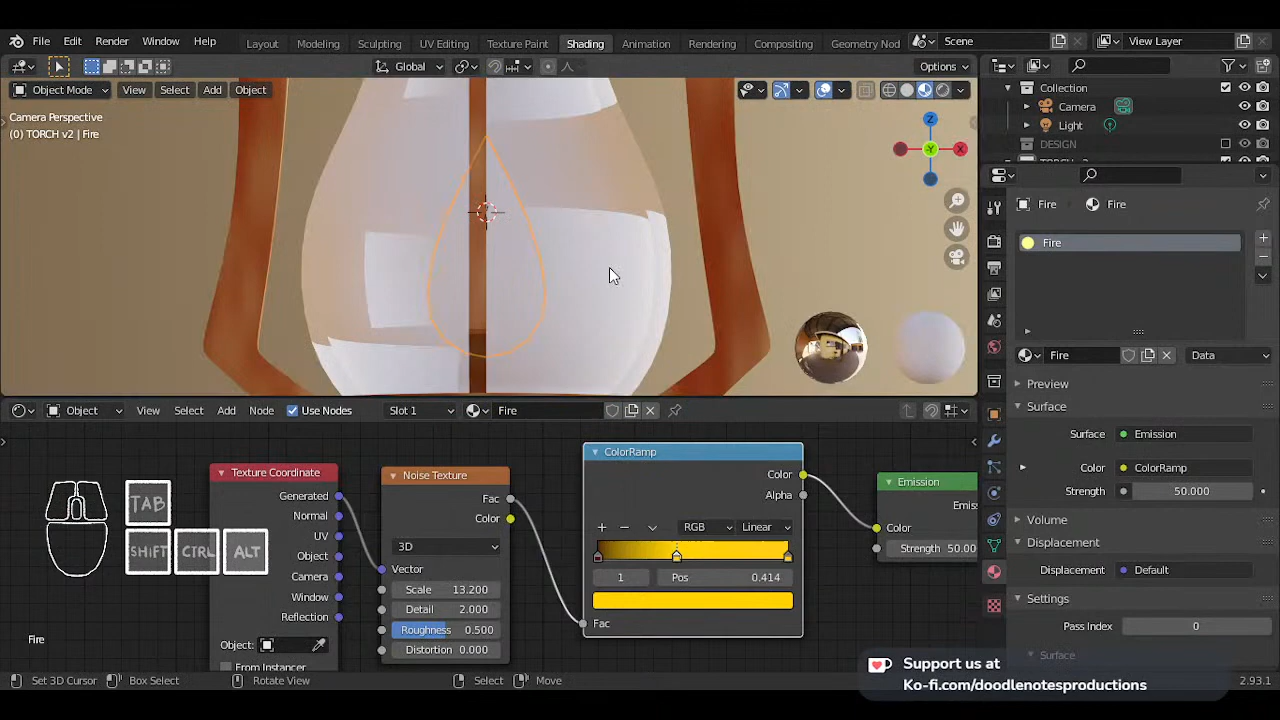 File Edit Render Window Help Layout Modeling Sculpting UV Editing Texture Paint Shading Animation Rendering Compositing Geometry Nod Scene View Layer
Global Options
Object Mode View Select Add Object
Camera Perspective
(0) TORCH v2 | Fire
Z
X
Y
Collection
Camera
Light
DESIGN
Fire Fire
Fire
Fire Data
Preview
Surface
Surface Emission
Color ColorRamp
Strength 50.000
Volume
Displacement
Displacement Default
Settings
Pass Index 0
Surface
Object View Select Add Node Use Nodes Slot 1 Fire
Texture Coordinate
Generated
Normal
UV
Object
Camera
Window
Reflection
Object:
From Instancer
Noise Texture
Fac
Color
3D
Vector
Scale 13.200
Detail 2.000
Roughness 0.500
Distortion 0.000
ColorRamp
Color
Alpha
RGB Linear
1 Pos 0.414
Fac
Emission
Emiss
Color
Strength 50.00
TAB
SHIFT CTRL ALT
Fire
Support us at
Ko-fi.com/doodlenotesproductions
Set 3D Cursor Box Select Rotate View Select Move 2.93.1